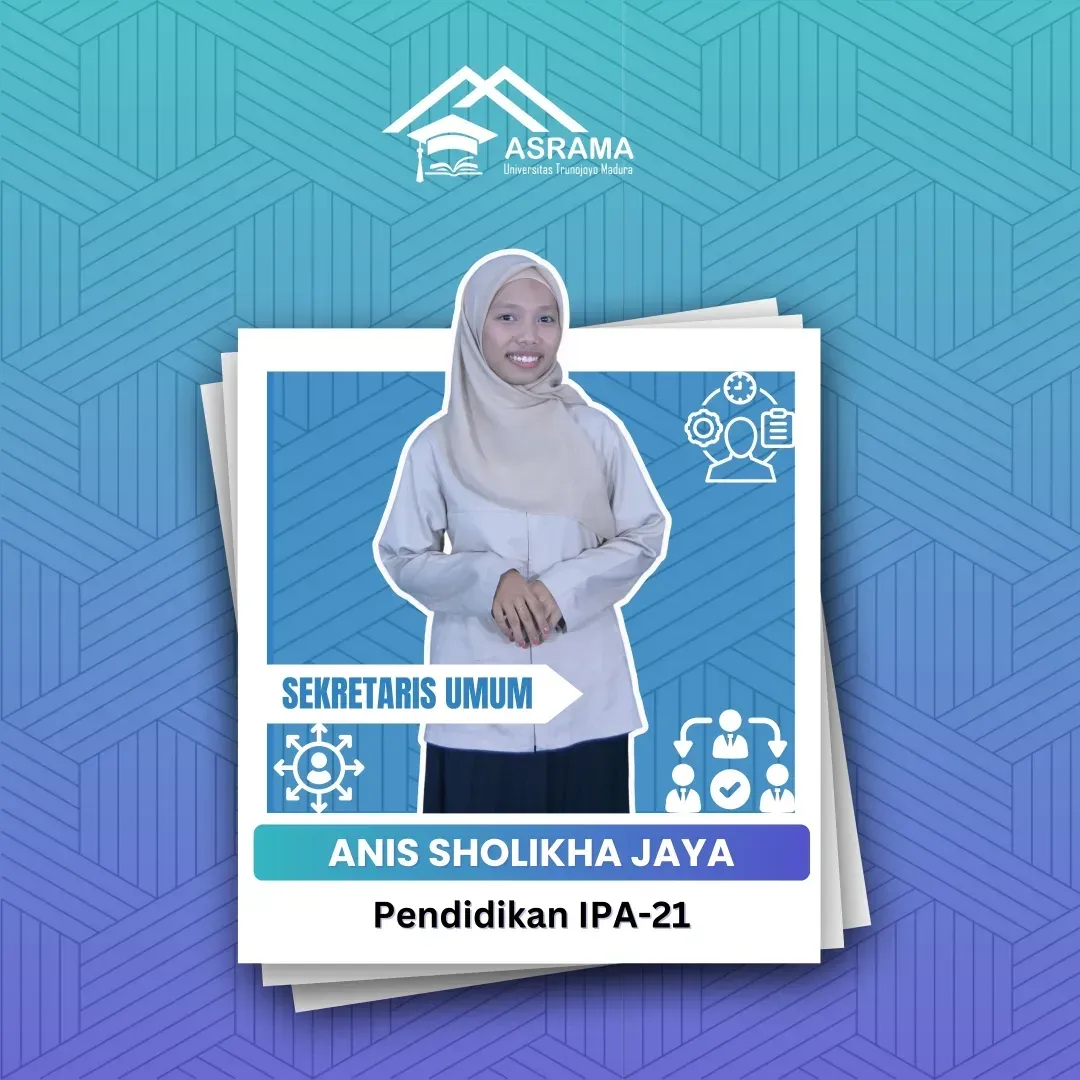 ASRAMA
Universitas Trunojoyo Madura
SEKRETARIS UMUM
ANIS SHOLIKHA JAYA
Pendidikan IPA-21